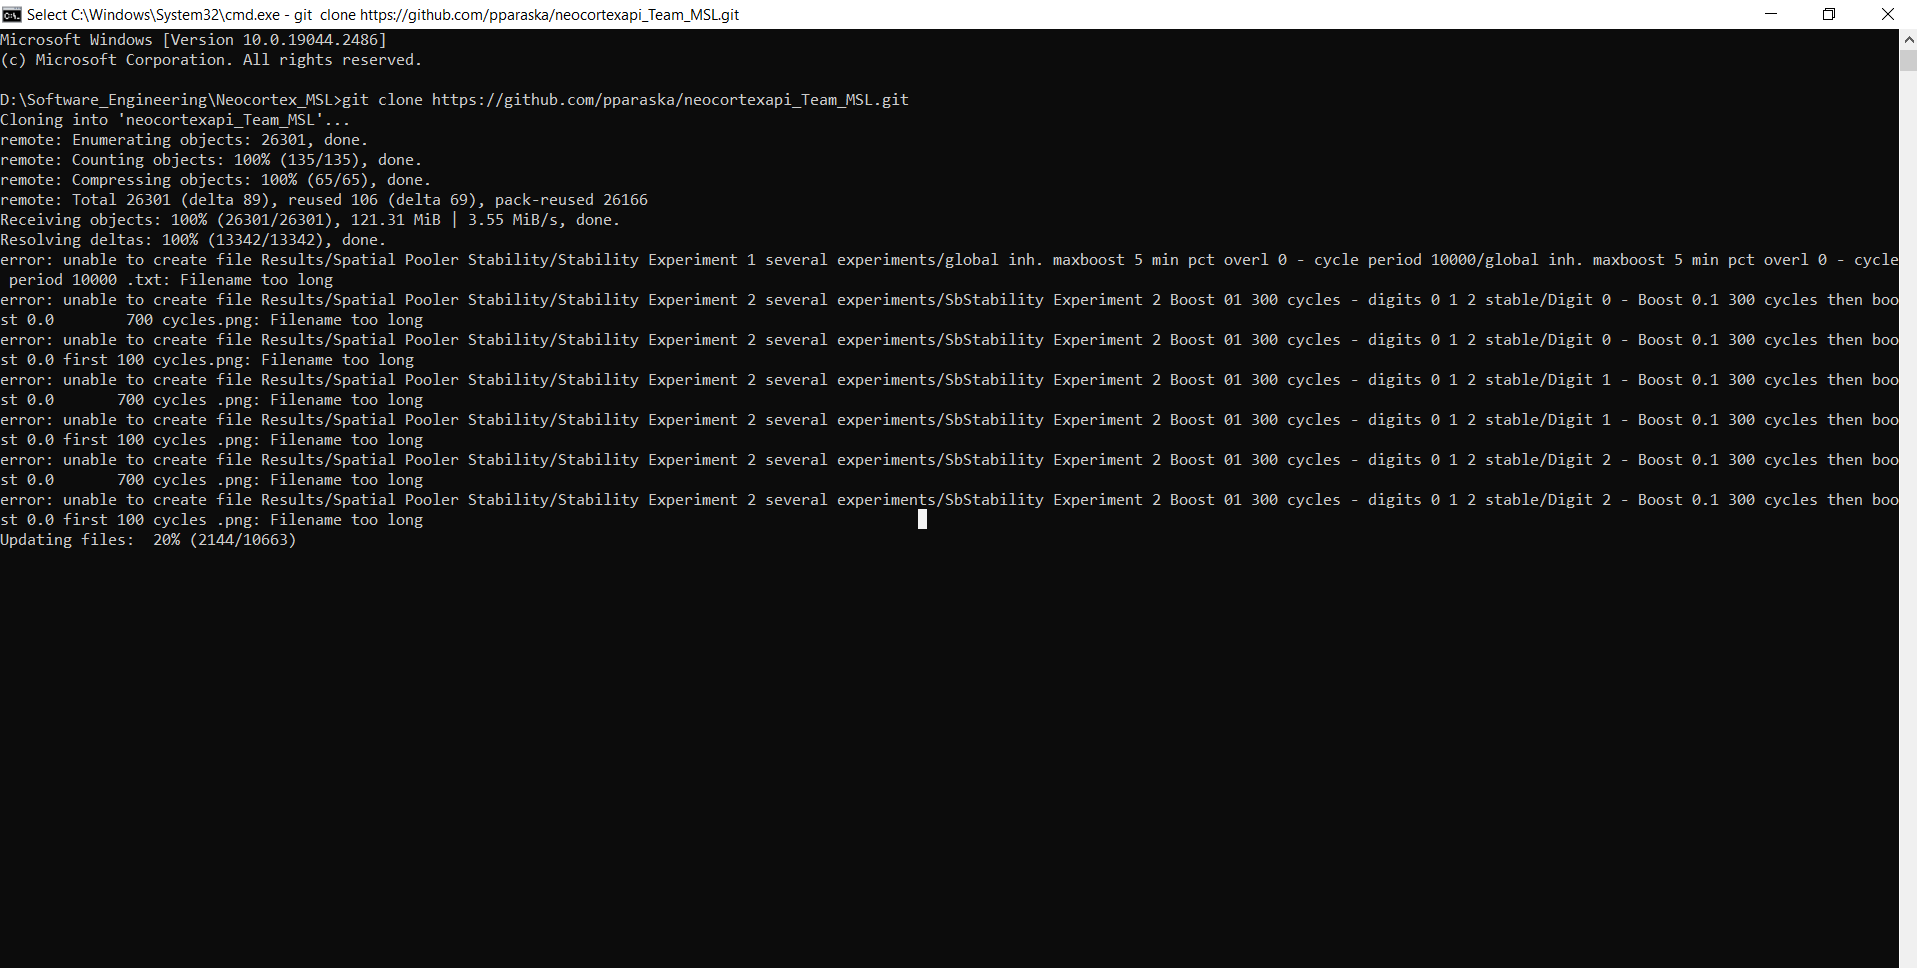 Select C:\Windows\System32\cmd.exe - git  clone https://github.com/pparaska/neocortexapi_Team_MSL.git
Microsoft Windows [Version 10.0.19044.2486]
(c) Microsoft Corporation. All rights reserved.
D:\Software_Engineering\Neocortex_MSL>git clone https://github.com/pparaska/neocortexapi_Team_MSL.git
Cloning into 'neocortexapi_Team_MSL'...
remote: Enumerating objects: 26301, done.
remote: Counting objects: 100% (135/135), done.
remote: Compressing objects: 100% (65/65), done.
remote: Total 26301 (delta 89), reused 106 (delta 69), pack-reused 26166
Receiving objects: 100% (26301/26301), 121.31 MiB | 3.55 MiB/s, done.
Resolving deltas: 100% (13342/13342), done.
error: unable to create file Results/Spatial Pooler Stability/Stability Experiment 1 several experiments/global inh. maxboost 5 min pct overl 0 - cycle period 10000/global inh. maxboost 5 min pct overl 0 - cycle
 period 10000 .txt: Filename too long
error: unable to create file Results/Spatial Pooler Stability/Stability Experiment 2 several experiments/SbStability Experiment 2 Boost 01 300 cycles - digits 0 1 2 stable/Digit 0 - Boost 0.1 300 cycles then boo
st 0.0        700 cycles.png: Filename too long
error: unable to create file Results/Spatial Pooler Stability/Stability Experiment 2 several experiments/SbStability Experiment 2 Boost 01 300 cycles - digits 0 1 2 stable/Digit 0 - Boost 0.1 300 cycles then boo
st 0.0 first 100 cycles.png: Filename too long
error: unable to create file Results/Spatial Pooler Stability/Stability Experiment 2 several experiments/SbStability Experiment 2 Boost 01 300 cycles - digits 0 1 2 stable/Digit 1 - Boost 0.1 300 cycles then boo
st 0.0       700 cycles .png: Filename too long
error: unable to create file Results/Spatial Pooler Stability/Stability Experiment 2 several experiments/SbStability Experiment 2 Boost 01 300 cycles - digits 0 1 2 stable/Digit 1 - Boost 0.1 300 cycles then boo
st 0.0 first 100 cycles .png: Filename too long
error: unable to create file Results/Spatial Pooler Stability/Stability Experiment 2 several experiments/SbStability Experiment 2 Boost 01 300 cycles - digits 0 1 2 stable/Digit 2 - Boost 0.1 300 cycles then boo
st 0.0       700 cycles .png: Filename too long
error: unable to create file Results/Spatial Pooler Stability/Stability Experiment 2 several experiments/SbStability Experiment 2 Boost 01 300 cycles - digits 0 1 2 stable/Digit 2 - Boost 0.1 300 cycles then boo
st 0.0 first 100 cycles .png: Filename too long
Updating files:  20% (2144/10663)